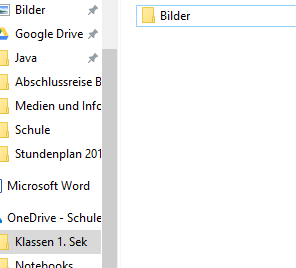 Bilder
Google Drive
Java
Abschlussreise B
Medien und Info
Schule
Stundenplan 201
Microsoft Word
OneDrive - Schule
Klassen 1. Sek
Notebooks
Bilder